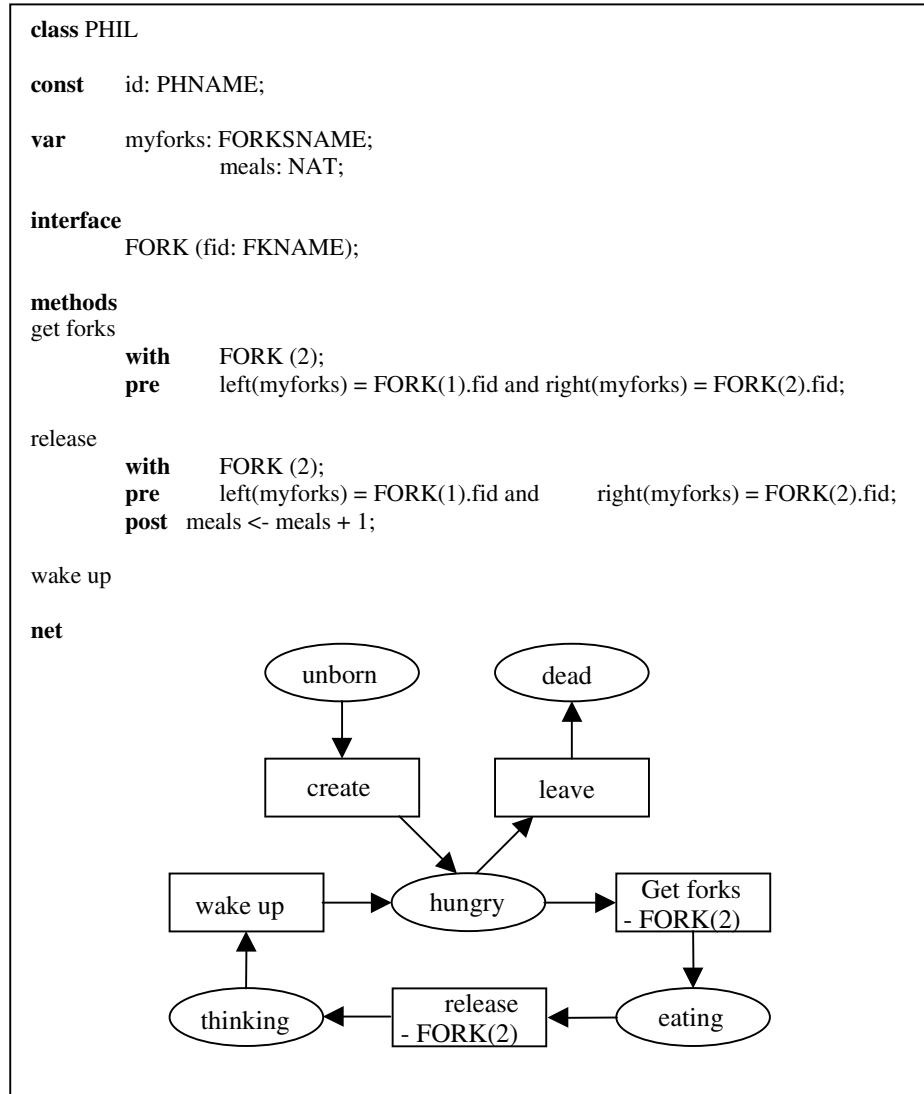 class PHIL
const id: PHNAME;
var myforks: FORKSNAME;
meals: NAT;
interface
FORK (fid: FKNAME);
methods
get forks
with FORK (2);
pre left(myforks) = FORK(1).fid and right(myforks) = FORK(2).fid;
release
with FORK (2);
pre left(myforks) = FORK(1).fid and right(myforks) = FORK(2).fid;
post meals <- meals + 1;
wake up
net
unborn
dead
create
leave
wake up
hungry
Get forks
- FORK(2)
thinking
release
- FORK(2)
eating